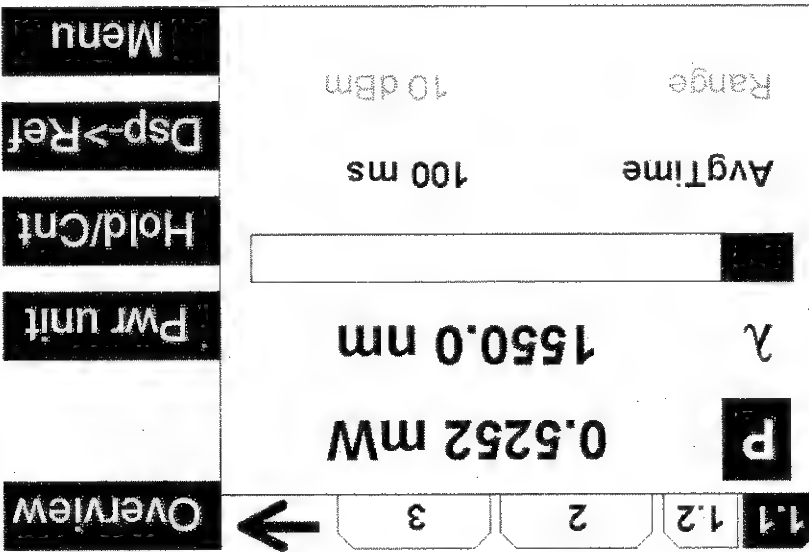 1.1 1.2 2 3 Overview
P 0.5252 mW
λ 1550.0 nm Pwr unit
Hold/Cnt
AvgTime 100 ms Dsp->Ref
Range 10 dBm Menu